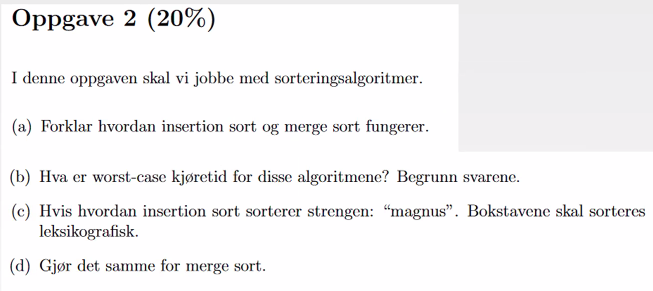 Oppgave 2 (20%)
I denne oppgaven skal vi jobbe med sorteringsalgoritmer.
(a) Forklar hvordan insertion sort og merge sort fungerer.
(b) Hva er worst-case kjøretid for disse algoritmene? Begrunn svarene.
(c) Hvis hvordan insertion sort sorterer strengen: “magnus”. Bokstavene skal sorteres
leksikografisk.
(d) Gjør det samme for merge sort.